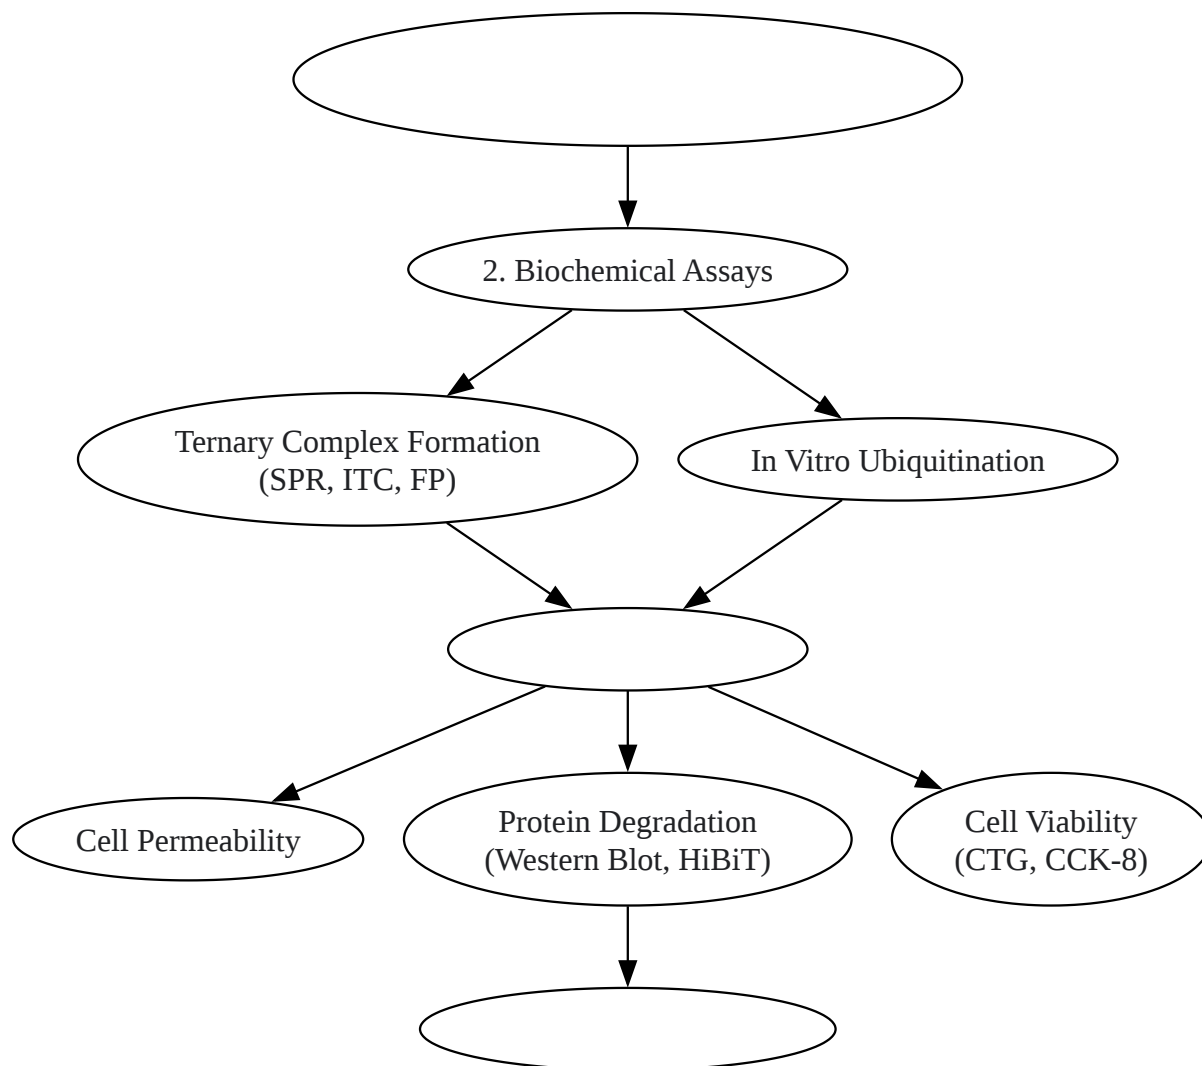 2. Biochemical Assays
Ternary Complex Formation
(SPR, ITC, FP)
In Vitro Ubiquitination
Cell Permeability
Protein Degradation
(Western Blot, HiBiT)
Cell Viability
(CTG, CCK-8)